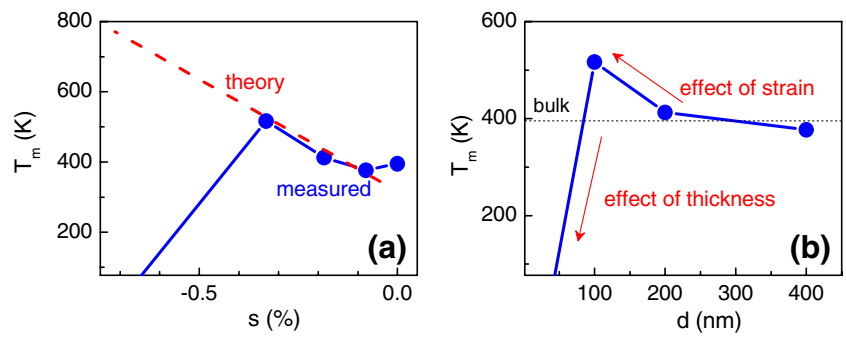 800
600
400
200
T_m (K)
theory
measured
(a)
-0.5
0.0
s (%)
600
400
200
T_m (K)
effect of strain
bulk
effect of thickness
(b)
100
200
300
400
d (nm)